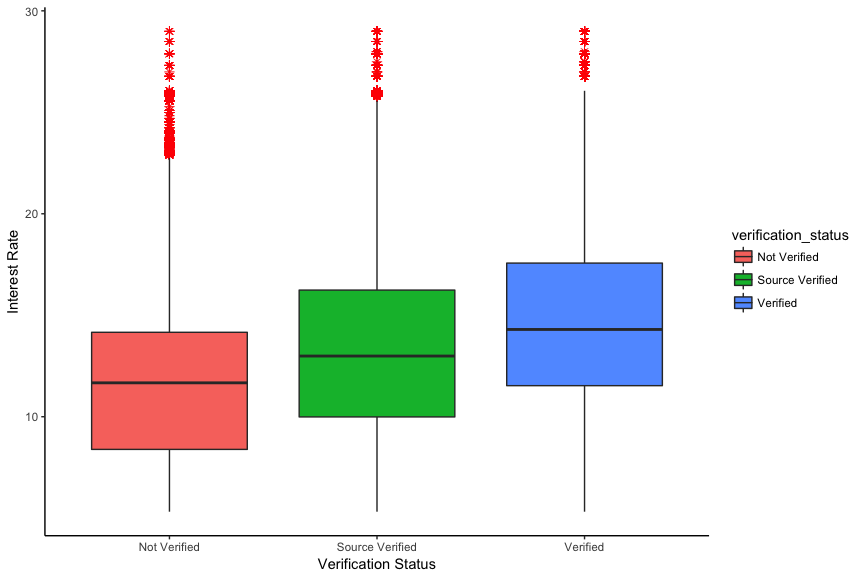 30
20
10
Interest Rate
Not Verified
Source Verified
Verified
Verification Status
verification_status
Not Verified
Source Verified
Verified